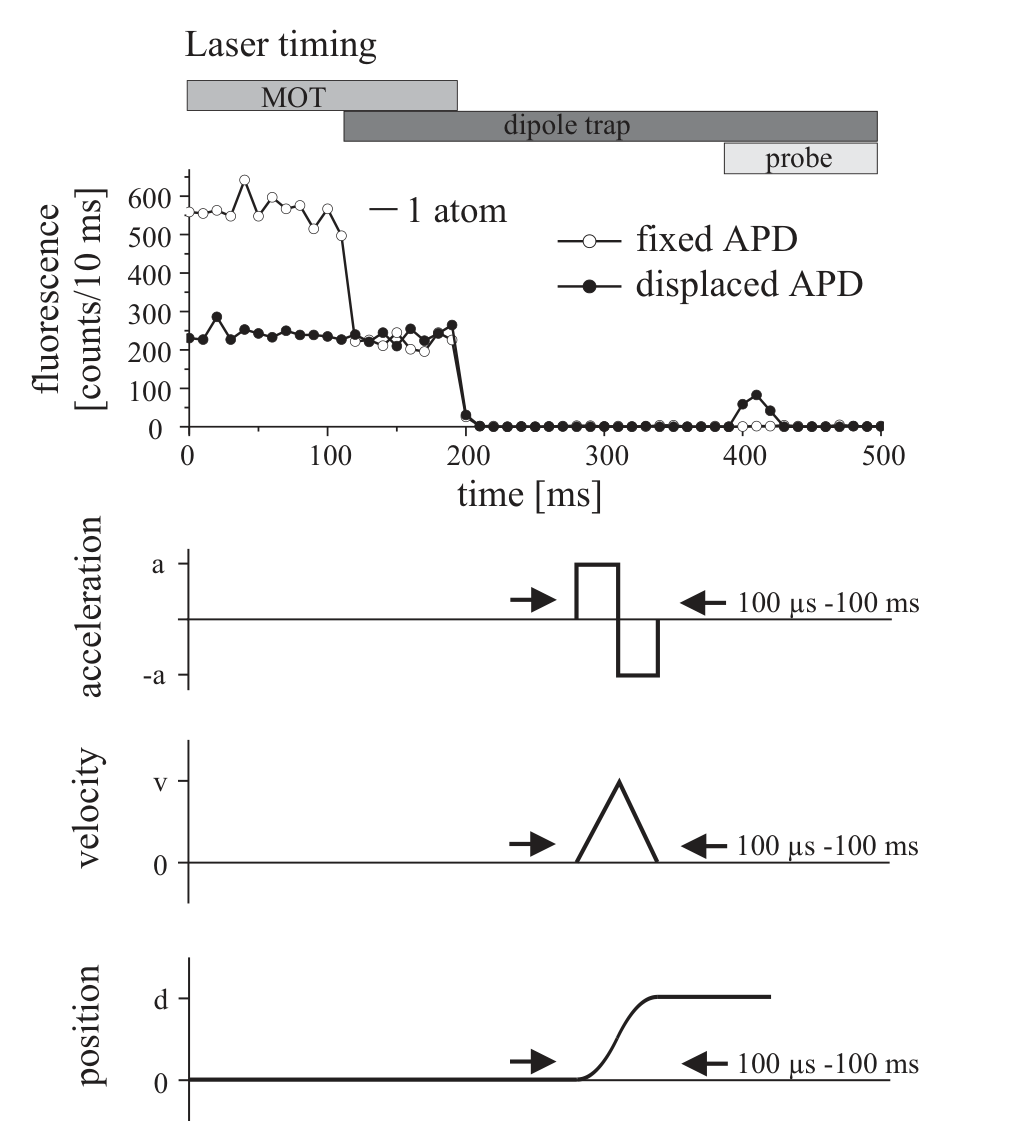 Laser timing
MOT
dipole trap
probe
fluorescence
[counts/10 ms]
600
500
400
300
200
100
0
1 atom
fixed APD
displaced APD
0 100 200 300 400 500
time [ms]
acceleration
a
-a
100 µs -100 ms
velocity
v
0
100 µs -100 ms
position
d
0
100 µs -100 ms